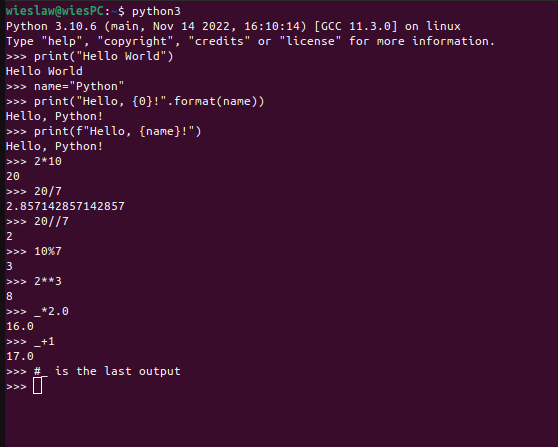 wieslaw@wiesPC:~$ python3
Python 3.10.6 (main, Nov 14 2022, 16:10:14) [GCC 11.3.0] on linux
Type "help", "copyright", "credits" or "license" for more information.
>>> print("Hello World")
Hello World
>>> name="Python"
>>> print("Hello, {0}!".format(name))
Hello, Python!
>>> print(f"Hello, {name}!")
Hello, Python!
>>> 2*10
20
>>> 20/7
2.857142857142857
>>> 20//7
2
>>> 10%7
3
>>> 2**3
8
>>> _*2.0
16.0
>>> _+1
17.0
>>> #_ is the last output
>>>